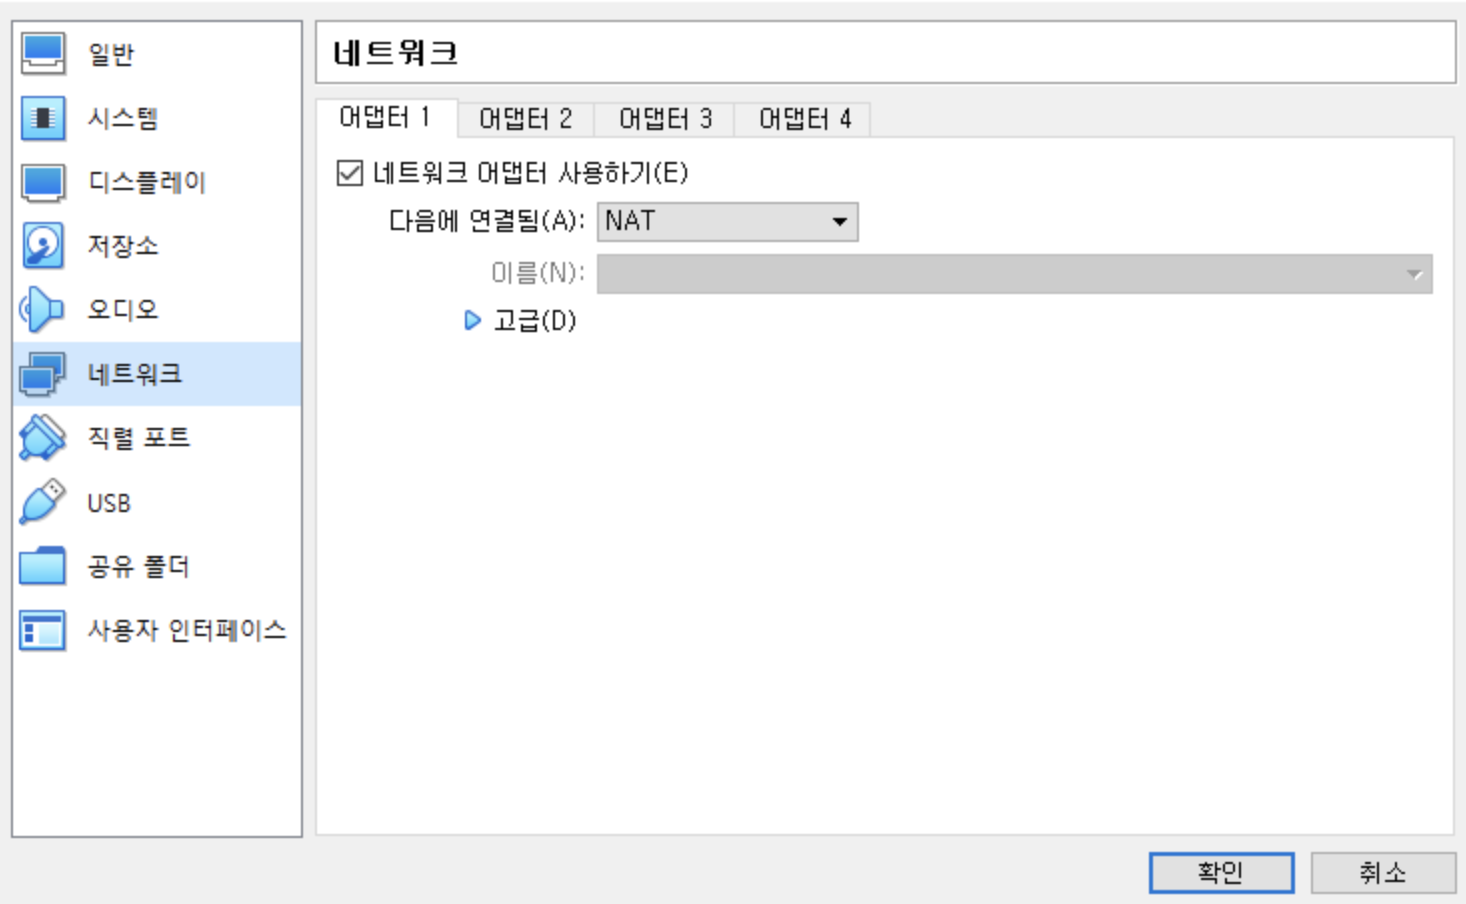 일반
시스템
디스플레이
저장소
오디오
네트워크
직렬 포트
USB
공유 폴더
사용자 인터페이스
네트워크
어댑터 1 어댑터 2 어댑터 3 어댑터 4
네트워크 어댑터 사용하기(E)
다음에 연결됨(A): NAT
이름(N):
고급(D)
확인 취소